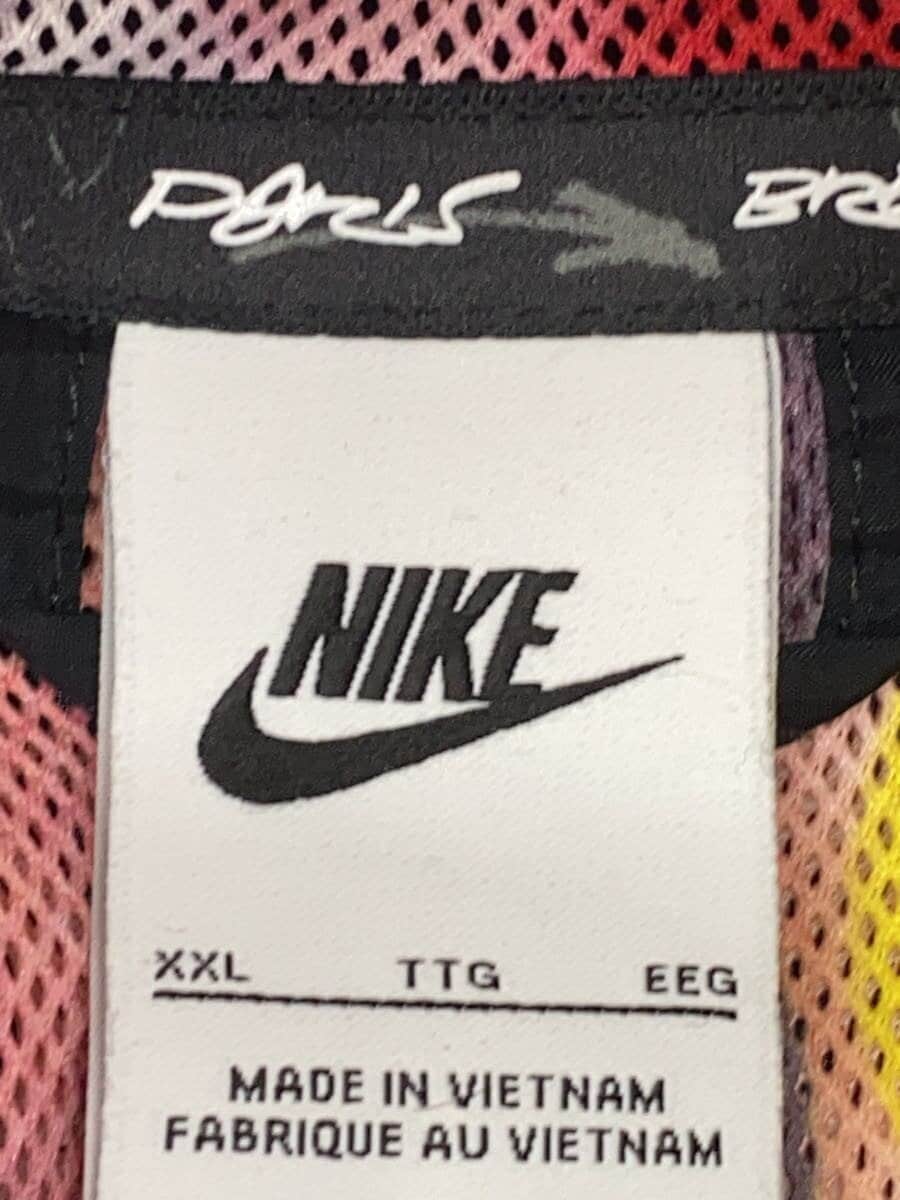 PARIS
NIKE
XXL TTG EEG
MADE IN VIETNAM
FABRIQUE AU VIETNAM